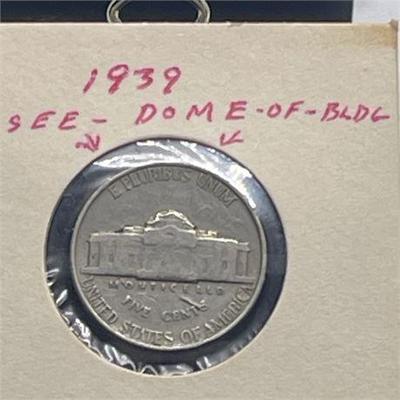 1939
SEE - DOME-OF-BLDG
E PLURIBUS UNUM
MONTICELLO
FIVE CENTS
UNITED STATES OF AMERICA